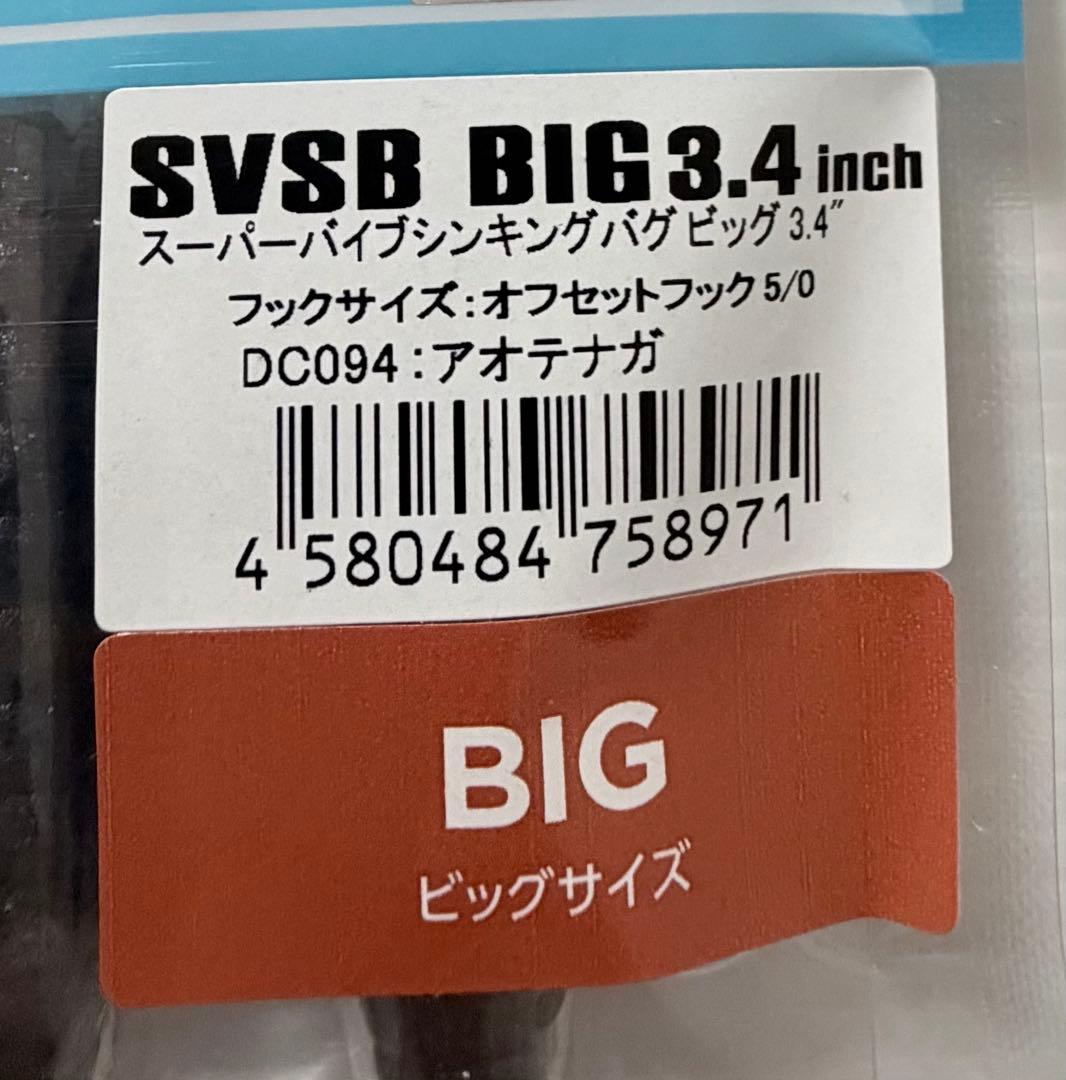 SVSB BIG 3.4 inch
スーパーバイブシンキングバグ ビッグ 3.4"
フックサイズ:オフセットフック 5/0
DC094:アオテナガ
4 580484 758971
BIG
ビッグサイズ